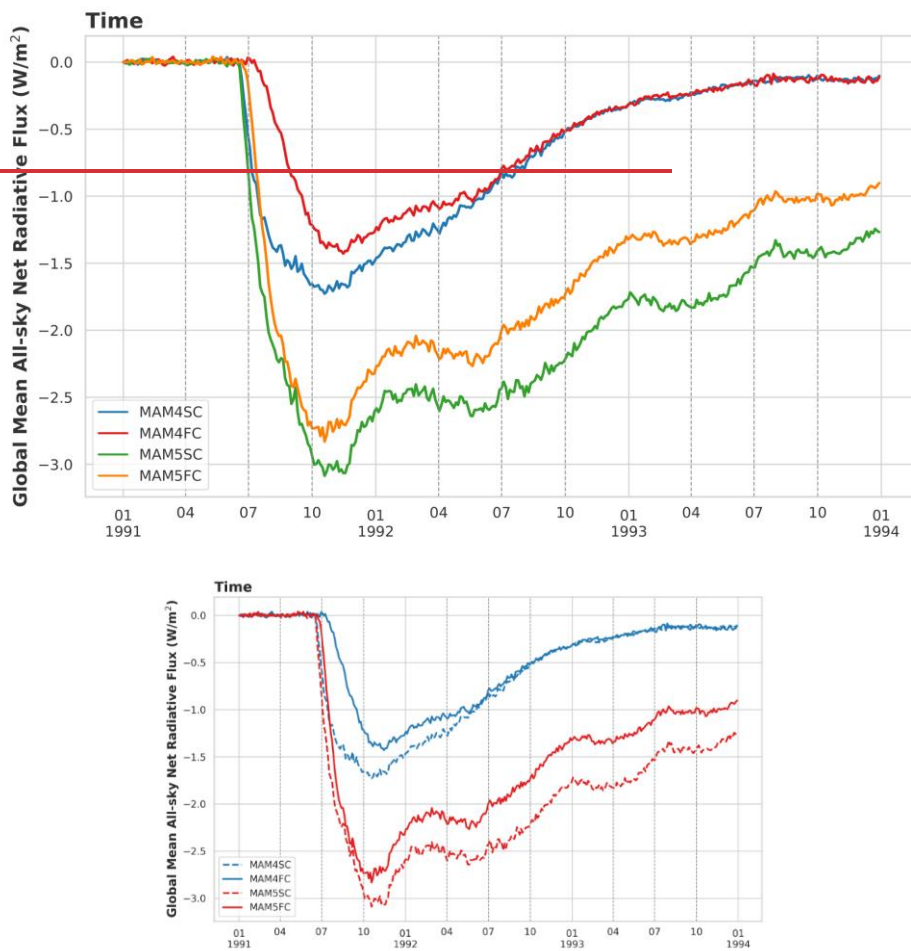 Time
Global Mean All-sky Net Radiative Flux (W/m²)
0.0
−0.5
−1.0
−1.5
−2.0
−2.5
−3.0
MAM4SC
MAM4FC
MAM5SC
MAM5FC
01 04 07 10 01 04 07 10 01 04 07 10 01
1991 1992 1993 1994
Time
Global Mean All-sky Net Radiative Flux (W/m²)
0.0
−0.5
−1.0
−1.5
−2.0
−2.5
−3.0
MAM4SC
MAM4FC
MAM5SC
MAM5FC
01 04 07 10 01 04 07 10 01 04 07 10 01
1991 1992 1993 1994